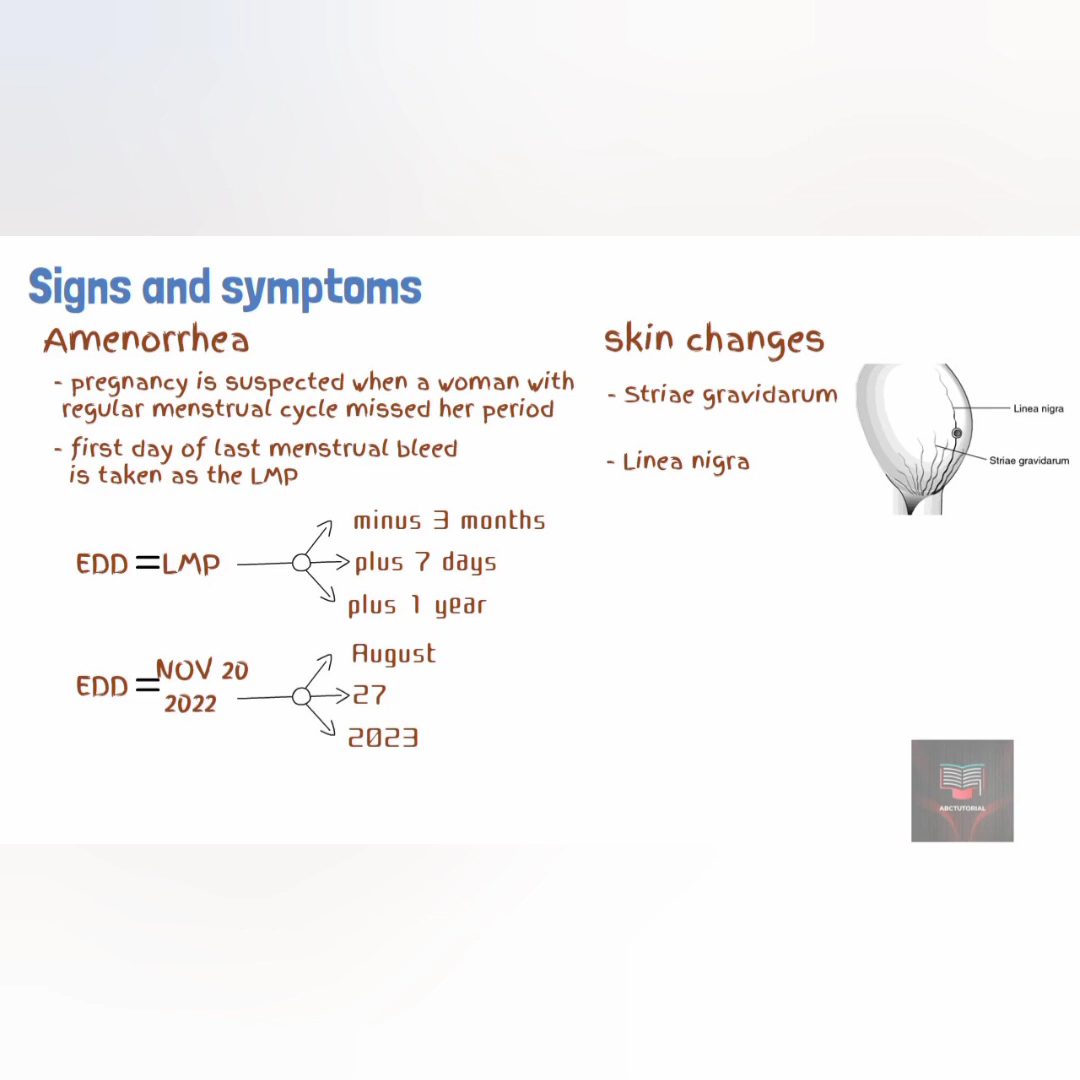 Signs and symptoms
Amenorrhea
- pregnancy is suspected when a woman with
regular menstrual cycle missed her period
- first day of last menstrual bleed
is taken as the LMP
EDD = LMP
minus 3 months
plus 7 days
plus 1 year
EDD = NOV 20
2022
August
27
2023
skin changes
- Striae gravidarum
- Linea nigra
Linea nigra
Striae gravidarum
ABCTUTORIAL